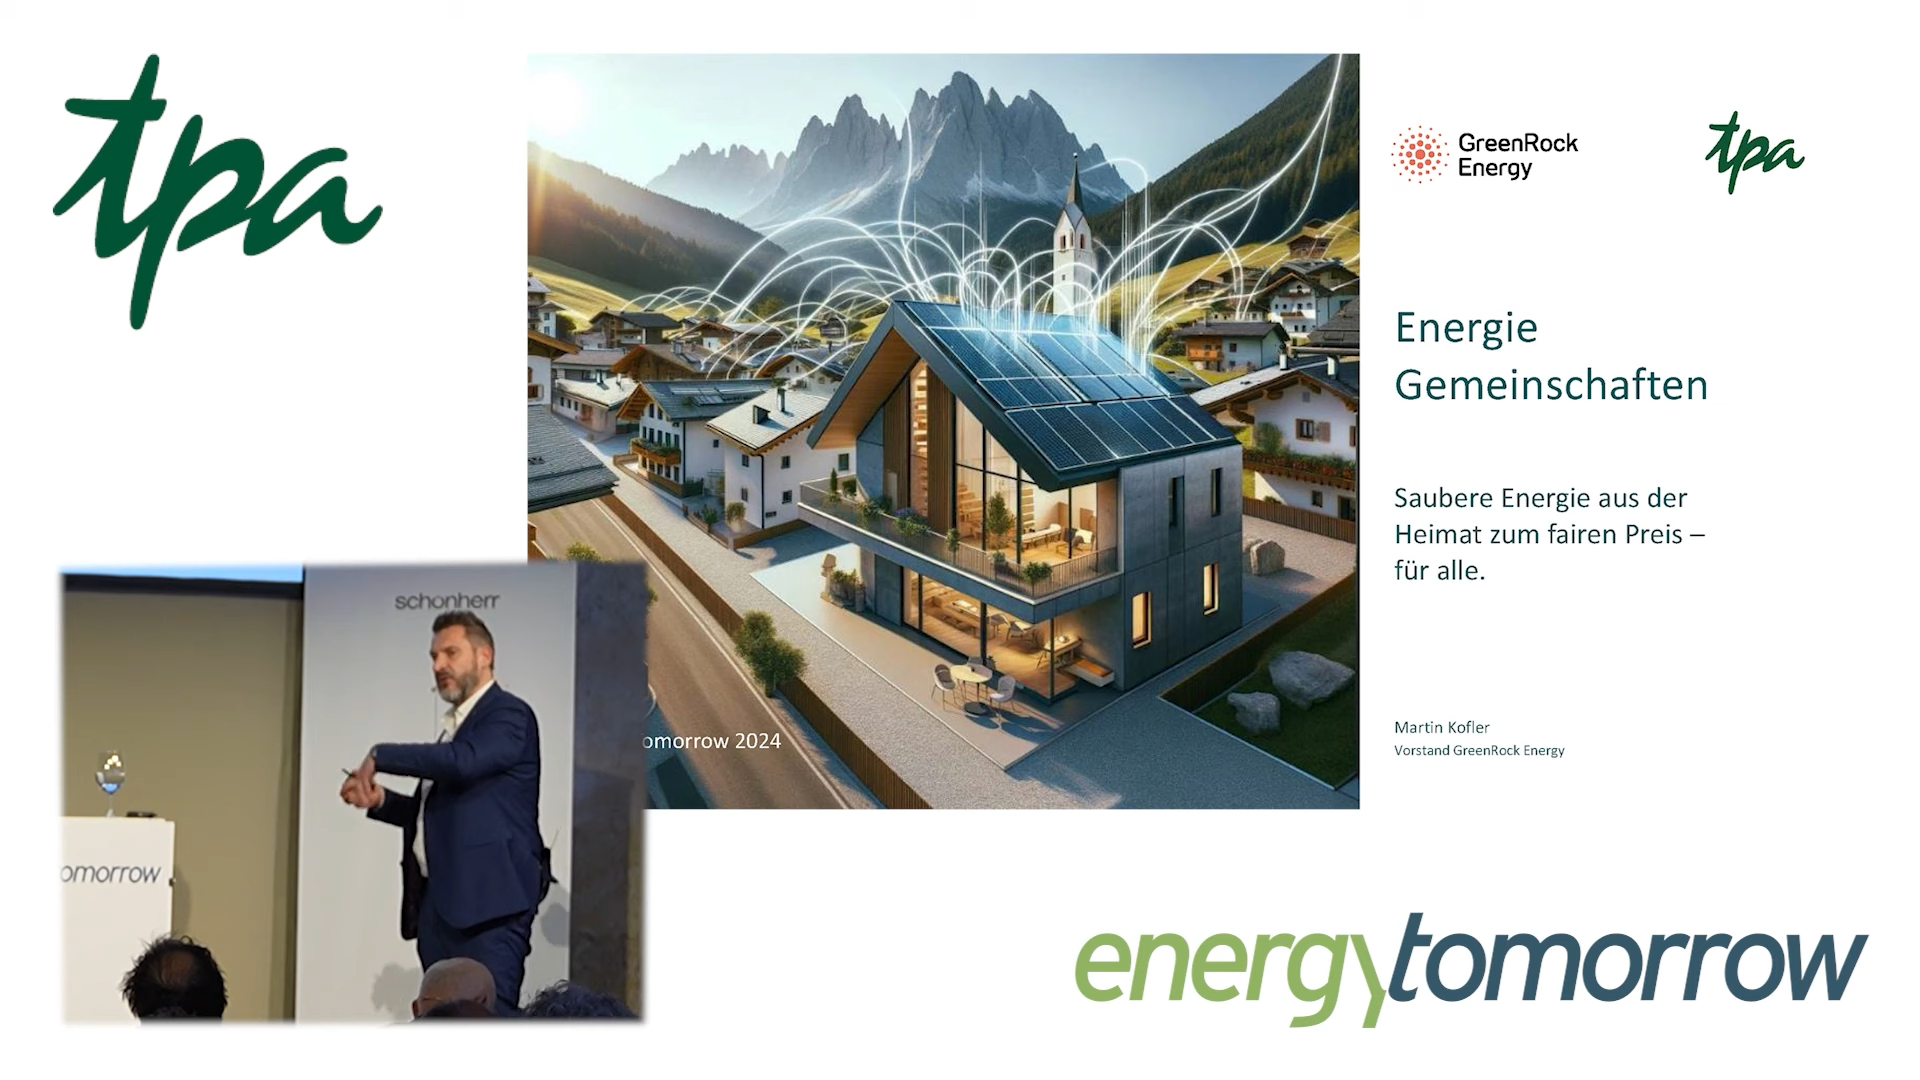 tpa
GreenRock
Energy
tpa
Energie
Gemeinschaften
Saubere Energie aus der
Heimat zum fairen Preis –
für alle.
Martin Kofler
Vorstand GreenRock Energy
omorrow 2024
schonherr
omorrow
energytomorrow